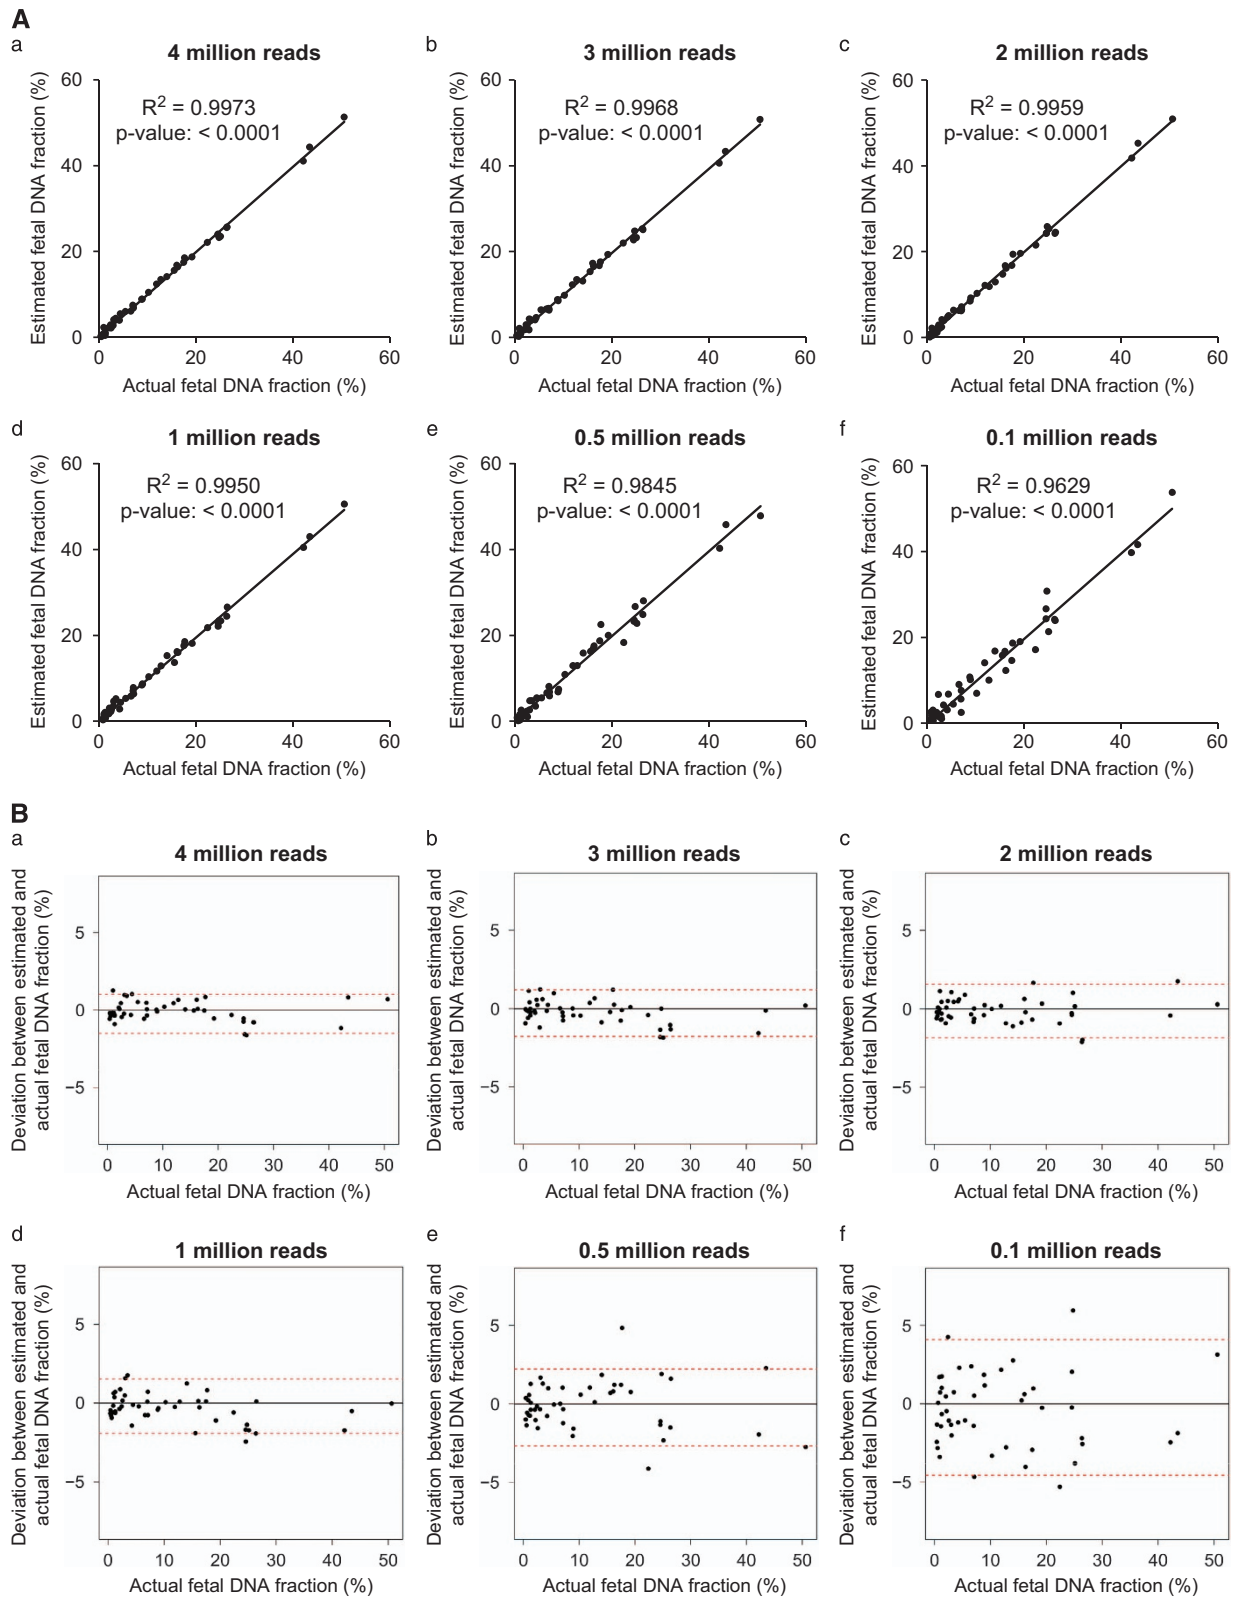 A
a
4 million reads
R² = 0.9973
p-value: < 0.0001
Estimated fetal DNA fraction (%)
60
40
20
0
0 20 40 60
Actual fetal DNA fraction (%)
b
3 million reads
R² = 0.9968
p-value: < 0.0001
Estimated fetal DNA fraction (%)
60
40
20
0
0 20 40 60
Actual fetal DNA fraction (%)
c
2 million reads
R² = 0.9959
p-value: < 0.0001
Estimated fetal DNA fraction (%)
60
40
20
0
0 20 40 60
Actual fetal DNA fraction (%)
d
1 million reads
R² = 0.9950
p-value: < 0.0001
Estimated fetal DNA fraction (%)
60
40
20
0
0 20 40 60
Actual fetal DNA fraction (%)
e
0.5 million reads
R² = 0.9845
p-value: < 0.0001
Estimated fetal DNA fraction (%)
60
40
20
0
0 20 40 60
Actual fetal DNA fraction (%)
f
0.1 million reads
R² = 0.9629
p-value: < 0.0001
Estimated fetal DNA fraction (%)
60
40
20
0
0 20 40 60
Actual fetal DNA fraction (%)
B
a
4 million reads
Deviation between estimated and
actual fetal DNA fraction (%)
5
0
−5
0 10 20 30 40 50
Actual fetal DNA fraction (%)
b
3 million reads
Deviation between estimated and
actual fetal DNA fraction (%)
5
0
−5
0 10 20 30 40 50
Actual fetal DNA fraction (%)
c
2 million reads
Deviation between estimated and
actual fetal DNA fraction (%)
5
0
−5
0 10 20 30 40 50
Actual fetal DNA fraction (%)
d
1 million reads
Deviation between estimated and
actual fetal DNA fraction (%)
5
0
−5
0 10 20 30 40 50
Actual fetal DNA fraction (%)
e
0.5 million reads
Deviation between estimated and
actual fetal DNA fraction (%)
5
0
−5
0 10 20 30 40 50
Actual fetal DNA fraction (%)
f
0.1 million reads
Deviation between estimated and
actual fetal DNA fraction (%)
5
0
−5
0 10 20 30 40 50
Actual fetal DNA fraction (%)